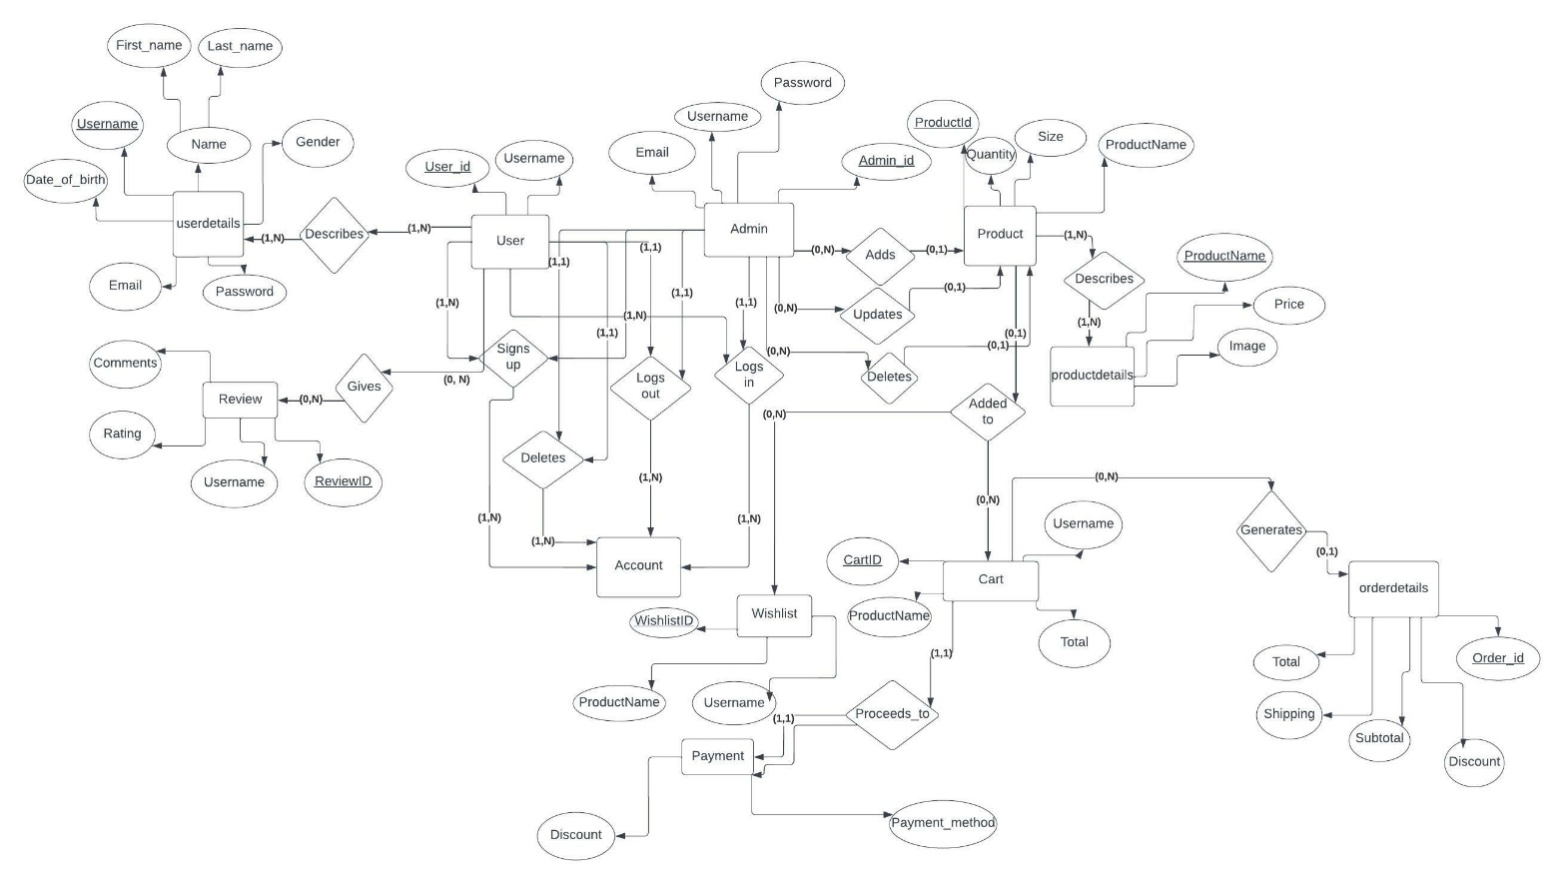 First_name
Last_name
Username
Name
Gender
Date_of_birth
userdetails
Email
Password
(1,N)
Describes
(1,N)
User_id
Username
User
Email
Username
Password
Admin_id
Admin
ProductId
Quantity
Size
ProductName
Product
(0,N)
Adds
(0,1)
(0,N)
Updates
(0,1)
(0,N)
Deletes
(0,1)
(0,1)
(1,N)
Describes
(1,N)
productdetails
ProductName
Price
Image
(1,1)
(1,1)
(1,N)
(1,1)
(1,1)
(1,N)
(1,1)
Signs
up
Logs
out
Logs
in
Deletes
(0, N)
Gives
(0,N)
Review
Comments
Rating
Username
ReviewID
(1,N)
(1,N)
(1,N)
(1,N)
Account
Added
to
(0,N)
(0,N)
Wishlist
WishlistID
ProductName
Username
Cart
CartID
ProductName
Username
Total
(0,N)
Generates
(0,1)
orderdetails
Total
Shipping
Subtotal
Discount
Order_id
(1,1)
Proceeds_to
(1,1)
Payment
Discount
Payment_method